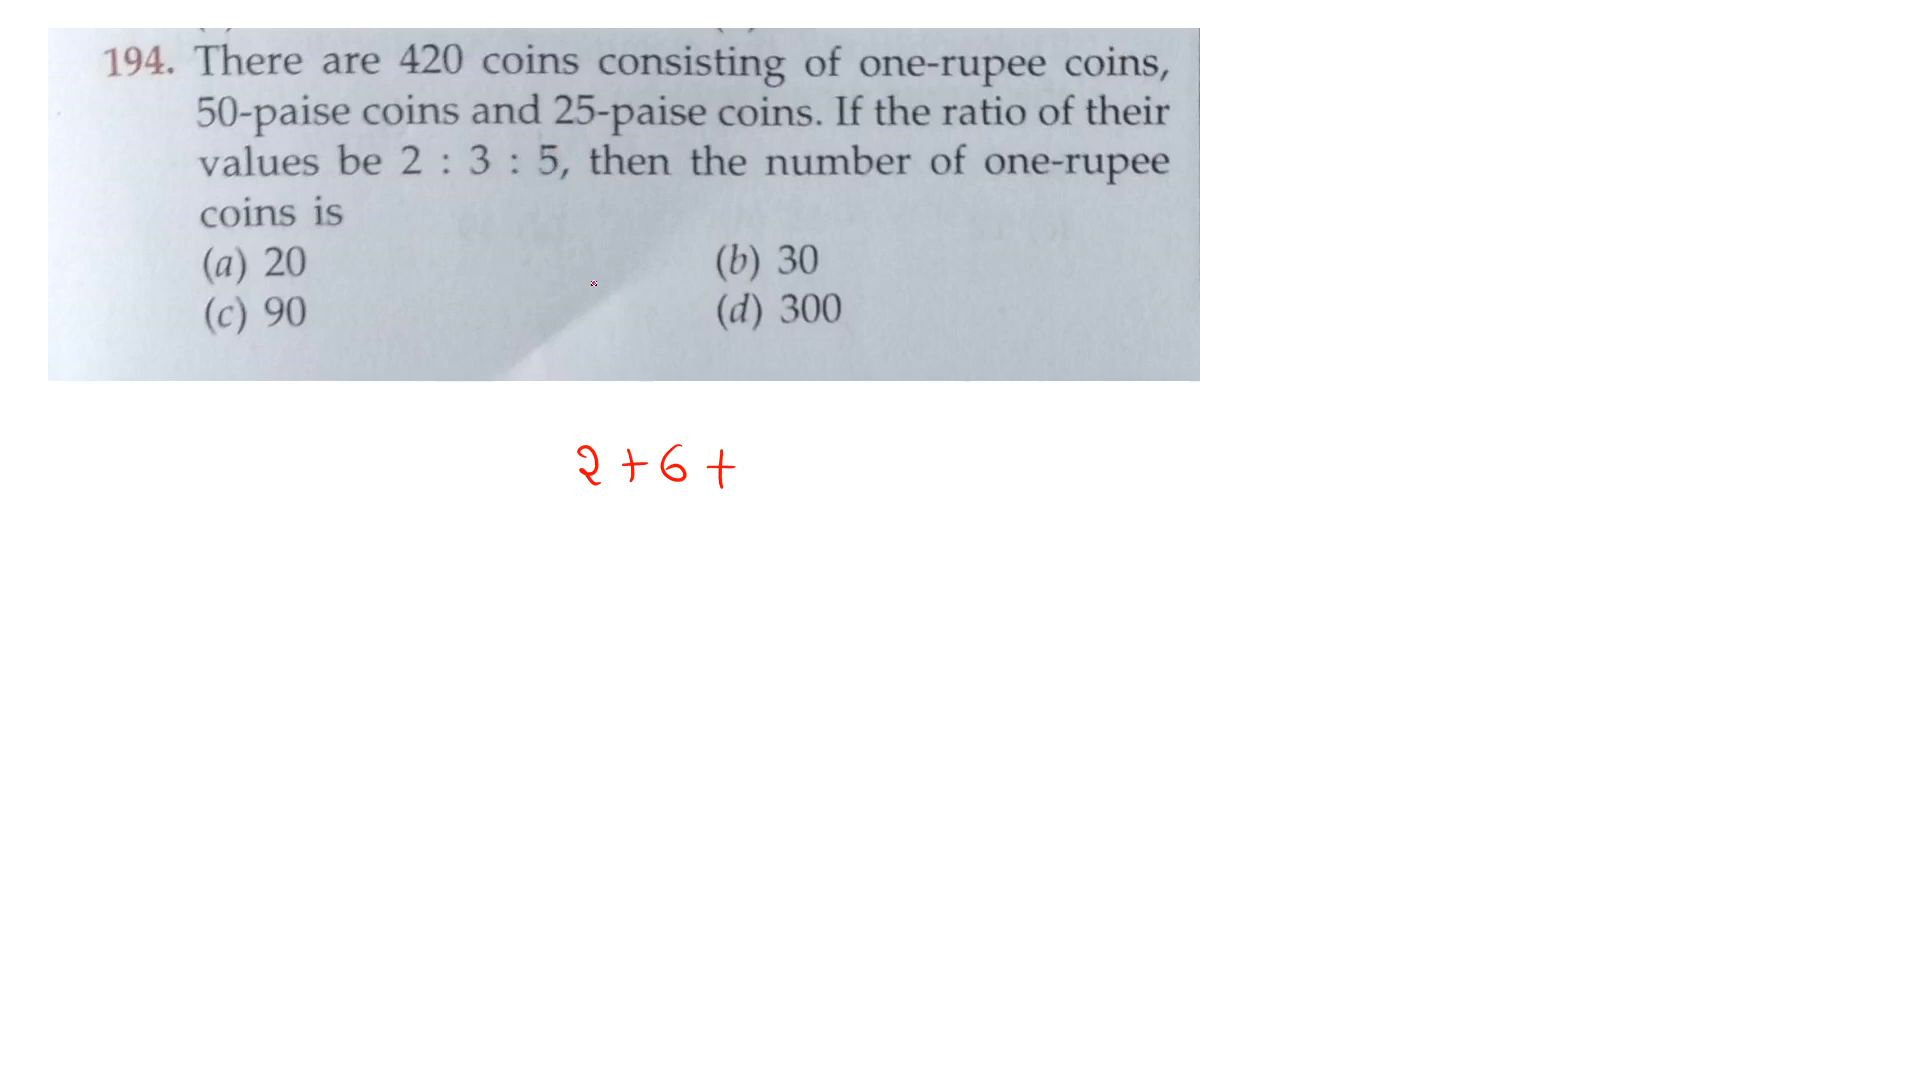 194. There are 420 coins consisting of one-rupee coins,
50-paise coins and 25-paise coins. If the ratio of their
values be 2 : 3 : 5, then the number of one-rupee
coins is
(a) 20 (b) 30
(c) 90 (d) 300
2 + 6 +